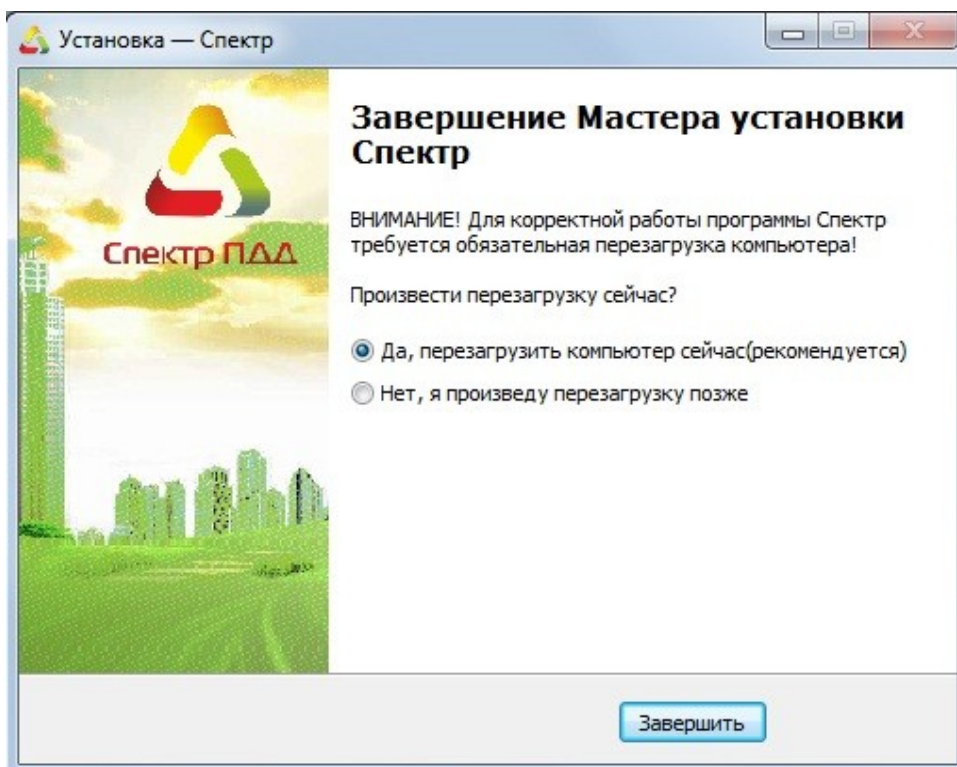 Установка — Спектр
Спектр ПДД
Завершение Мастера установки
Спектр
ВНИМАНИЕ! Для корректной работы программы Спектр
требуется обязательная перезагрузка компьютера!
Произвести перезагрузку сейчас?
Да, перезагрузить компьютер сейчас(рекомендуется)
Нет, я произведу перезагрузку позже
Завершить